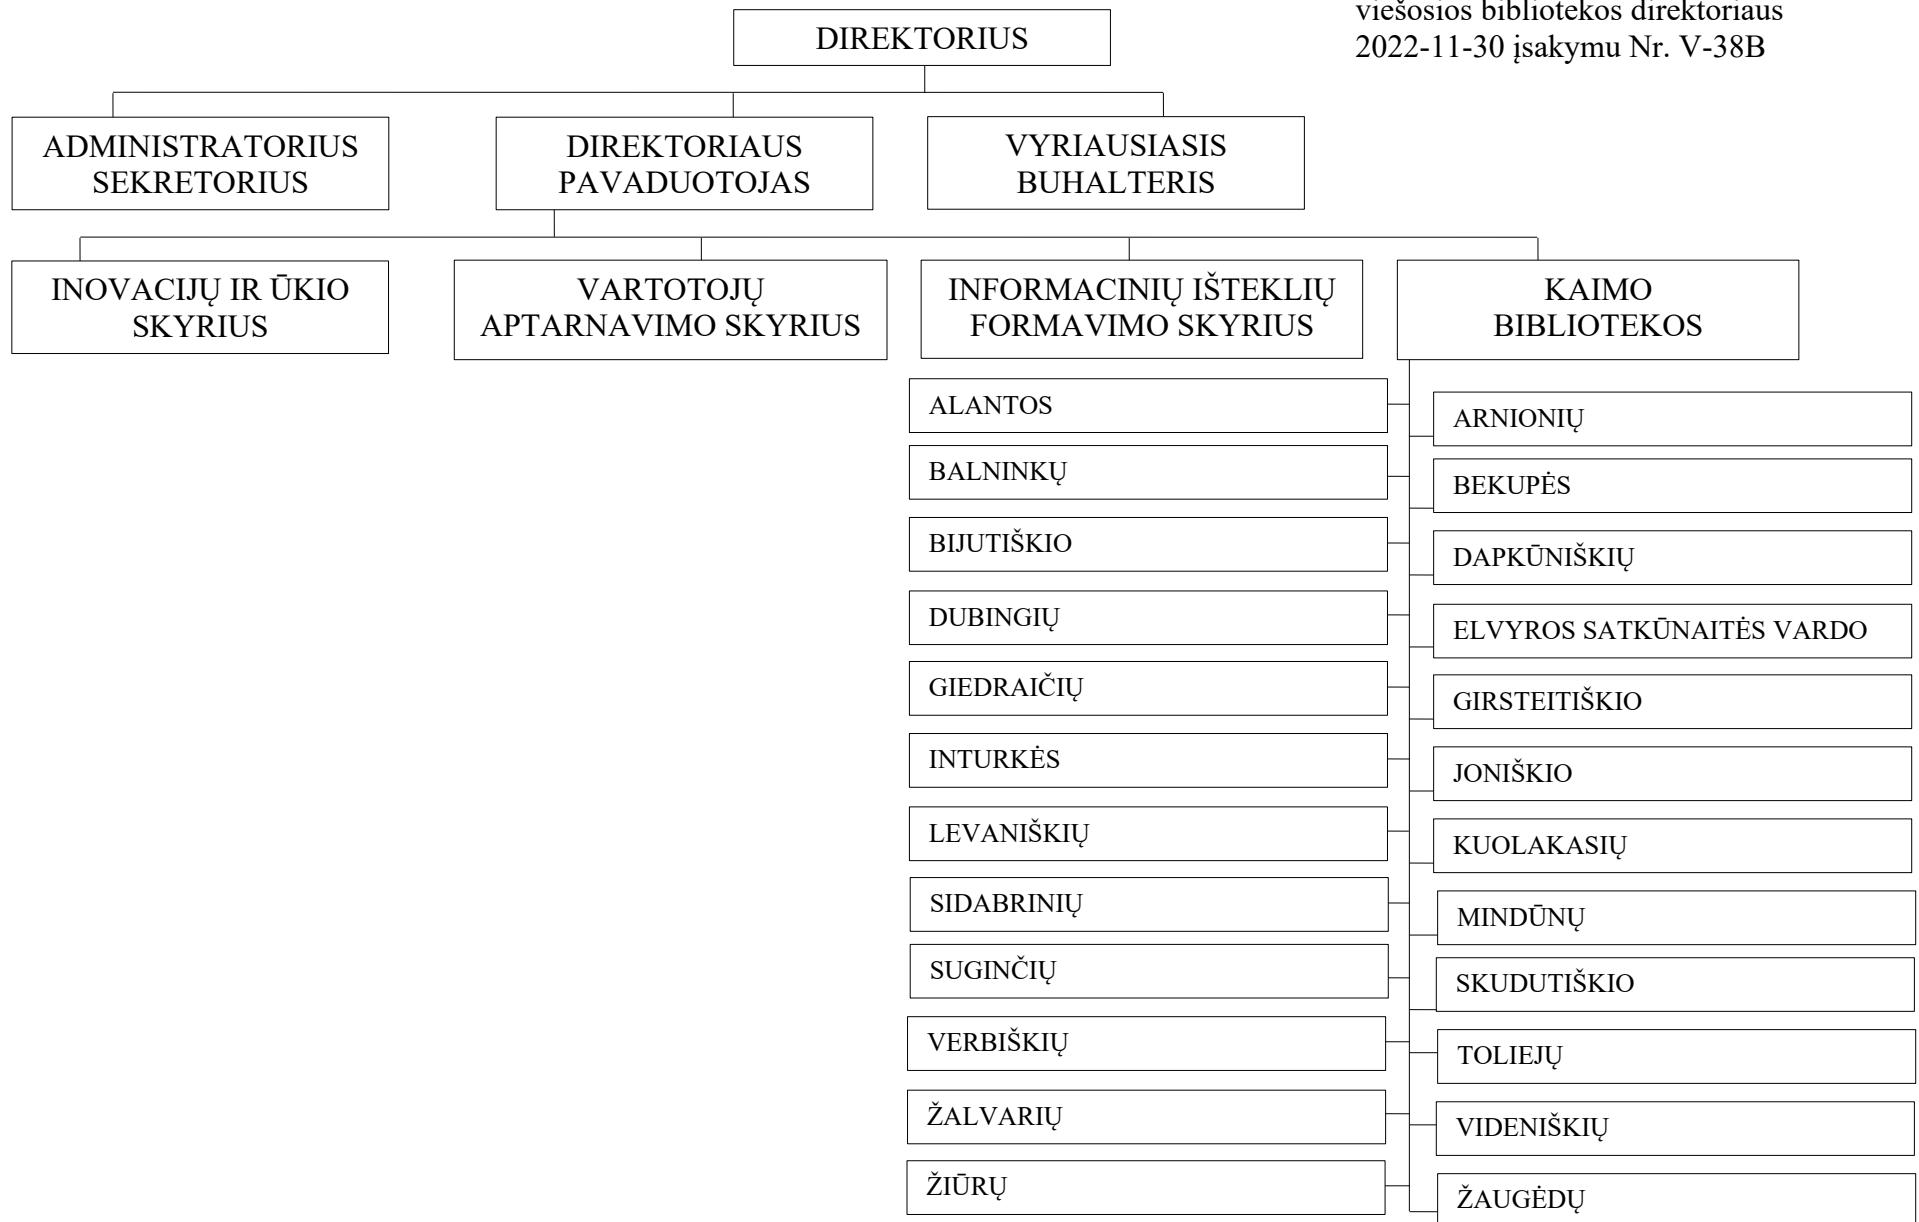 viešosios bibliotekos direktoriaus
2022-11-30 įsakymu Nr. V-38B
DIREKTORIUS
ADMINISTRATORIUS
SEKRETORIUS
DIREKTORIAUS
PAVADUOTOJAS
VYRIAUSIASIS
BUHALTERIS
INOVACIJŲ IR ŪKIO
SKYRIUS
VARTOTOJŲ
APTARNAVIMO SKYRIUS
INFORMACINIŲ IŠTEKLIŲ
FORMAVIMO SKYRIUS
KAIMO
BIBLIOTEKOS
ALANTOS
ARNIONIŲ
BALNINKŲ
BEKUPĖS
BIJUTIŠKIO
DAPKŪNIŠKIŲ
DUBINGIŲ
ELVYROS SATKŪNAITĖS VARDO
GIEDRAIČIŲ
GIRSTEITIŠKIO
INTURKĖS
JONIŠKIO
LEVANIŠKIŲ
KUOLAKASIŲ
SIDABRINIŲ
MINDŪNŲ
SUGINČIŲ
SKUDUTIŠKIO
VERBIŠKIŲ
TOLIEJŲ
ŽALVARIŲ
VIDENIŠKIŲ
ŽIŪRŲ
ŽAUGĖDŲ